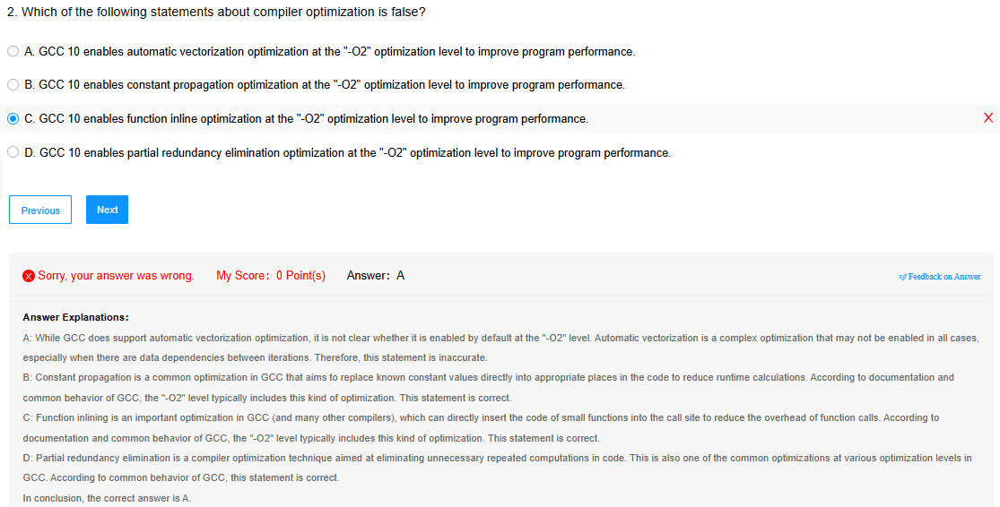 2. Which of the following statements about compiler optimization is false?
A. GCC 10 enables automatic vectorization optimization at the "-O2" optimization level to improve program performance.
B. GCC 10 enables constant propagation optimization at the "-O2" optimization level to improve program performance.
C. GCC 10 enables function inline optimization at the "-O2" optimization level to improve program performance.
D. GCC 10 enables partial redundancy elimination optimization at the "-O2" optimization level to improve program performance.
Previous Next
Sorry, your answer was wrong. My Score: 0 Point(s) Answer: A Feedback on Answer
Answer Explanations:
A: While GCC does support automatic vectorization optimization, it is not clear whether it is enabled by default at the "-O2" level. Automatic vectorization is a complex optimization that may not be enabled in all cases,
especially when there are data dependencies between iterations. Therefore, this statement is inaccurate.
B: Constant propagation is a common optimization in GCC that aims to replace known constant values directly into appropriate places in the code to reduce runtime calculations. According to documentation and
common behavior of GCC, the "-O2" level typically includes this kind of optimization. This statement is correct.
C: Function inlining is an important optimization in GCC (and many other compilers), which can directly insert the code of small functions into the call site to reduce the overhead of function calls. According to
documentation and common behavior of GCC, the "-O2" level typically includes this kind of optimization. This statement is correct.
D: Partial redundancy elimination is a compiler optimization technique aimed at eliminating unnecessary repeated computations in code. This is also one of the common optimizations at various optimization levels in
GCC. According to common behavior of GCC, this statement is correct.
In conclusion, the correct answer is A.